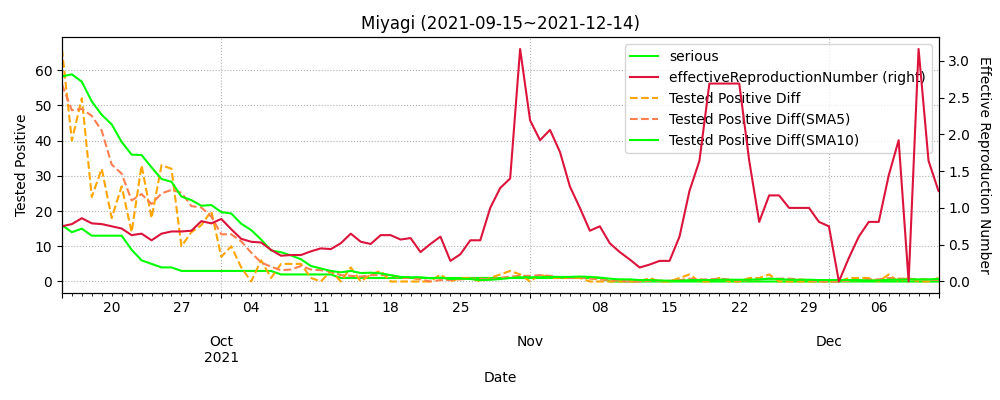 Miyagi (2021-09-15~2021-12-14)
serious
effectiveReproductionNumber (right)
Tested Positive Diff
Tested Positive Diff(SMA5)
Tested Positive Diff(SMA10)
Tested Positive
60
50
40
30
20
10
0
3.0
2.5
2.0
1.5
1.0
0.5
0.0
Effective Reproduction Number
20 27 04 11 18 25 08 15 22 29 06
Oct Nov Dec
2021
Date